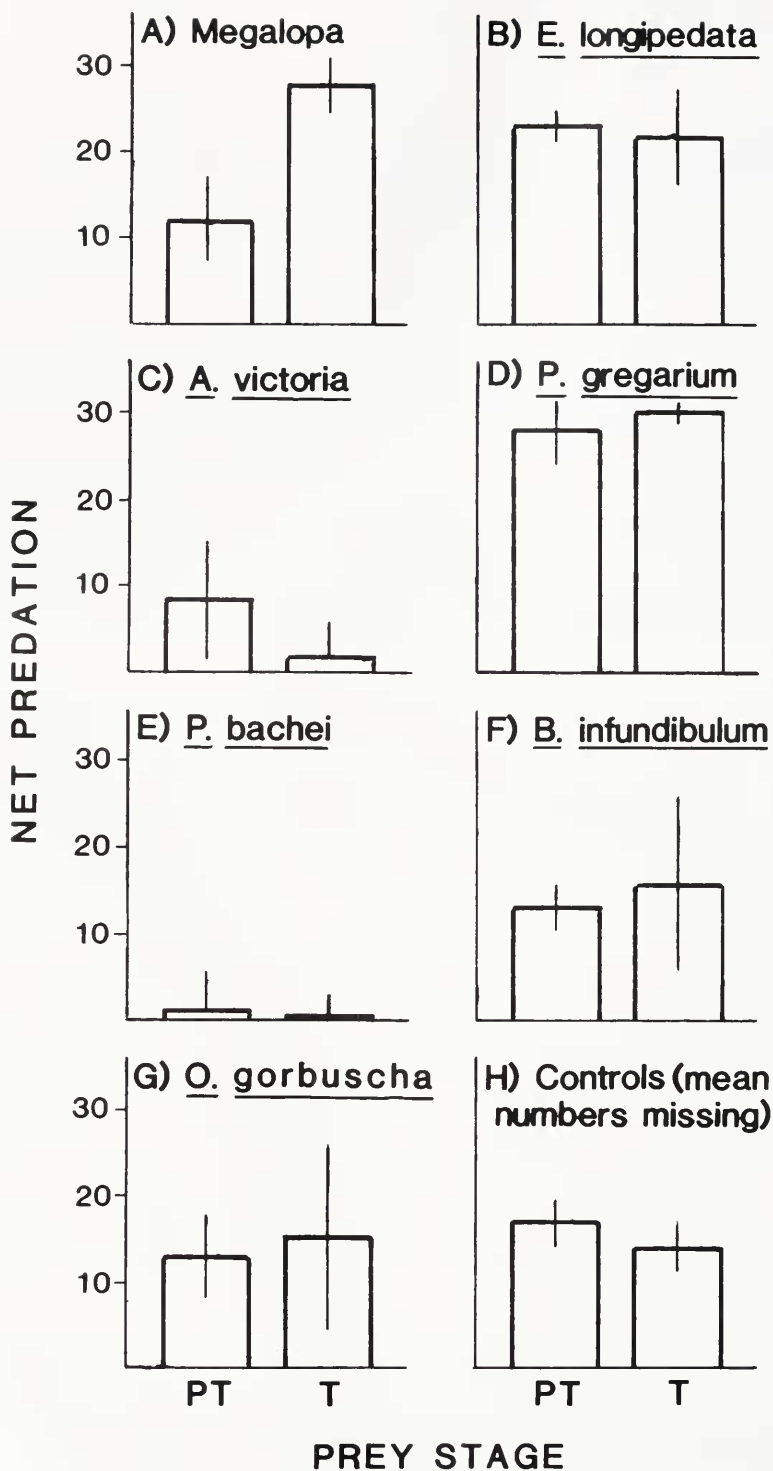 A) Megalopa
30
20
10
B) E. longipedata
C) A. victoria
30
20
10
D) P. gregarium
E) P. bachei
30
20
10
F) B. infundibulum
G) O. gorbuscha
30
20
10
H) Controls (mean
numbers missing)
PT T
PT T
NET PREDATION
PREY STAGE